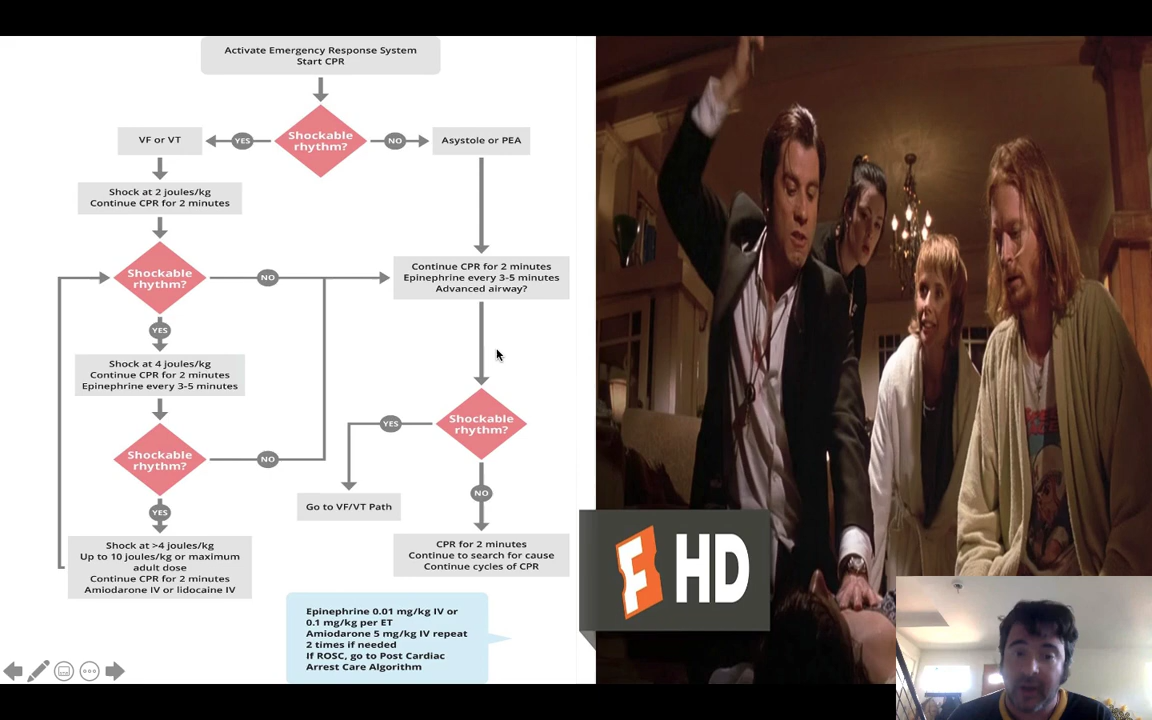 Activate Emergency Response System
Start CPR
Shockable
rhythm?
YES
NO
VF or VT
Asystole or PEA
Shock at 2 joules/kg
Continue CPR for 2 minutes
Shockable
rhythm?
NO
Continue CPR for 2 minutes
Epinephrine every 3-5 minutes
Advanced airway?
YES
Shock at 4 joules/kg
Continue CPR for 2 minutes
Epinephrine every 3-5 minutes
Shockable
rhythm?
NO
YES
Shockable
rhythm?
YES
NO
Go to VF/VT Path
Shock at >4 joules/kg
Up to 10 joules/kg or maximum
adult dose
Continue CPR for 2 minutes
Amiodarone IV or lidocaine IV
CPR for 2 minutes
Continue to search for cause
Continue cycles of CPR
Epinephrine 0.01 mg/kg IV or
0.1 mg/kg per ET
Amiodarone 5 mg/kg IV repeat
2 times if needed
If ROSC, go to Post Cardiac
Arrest Care Algorithm
F HD